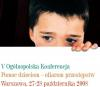 V Ogólnopolska Konferencja
Pomoc dzieciom - ofiarom przestępstw
Warszawa, 27-28 października 2008